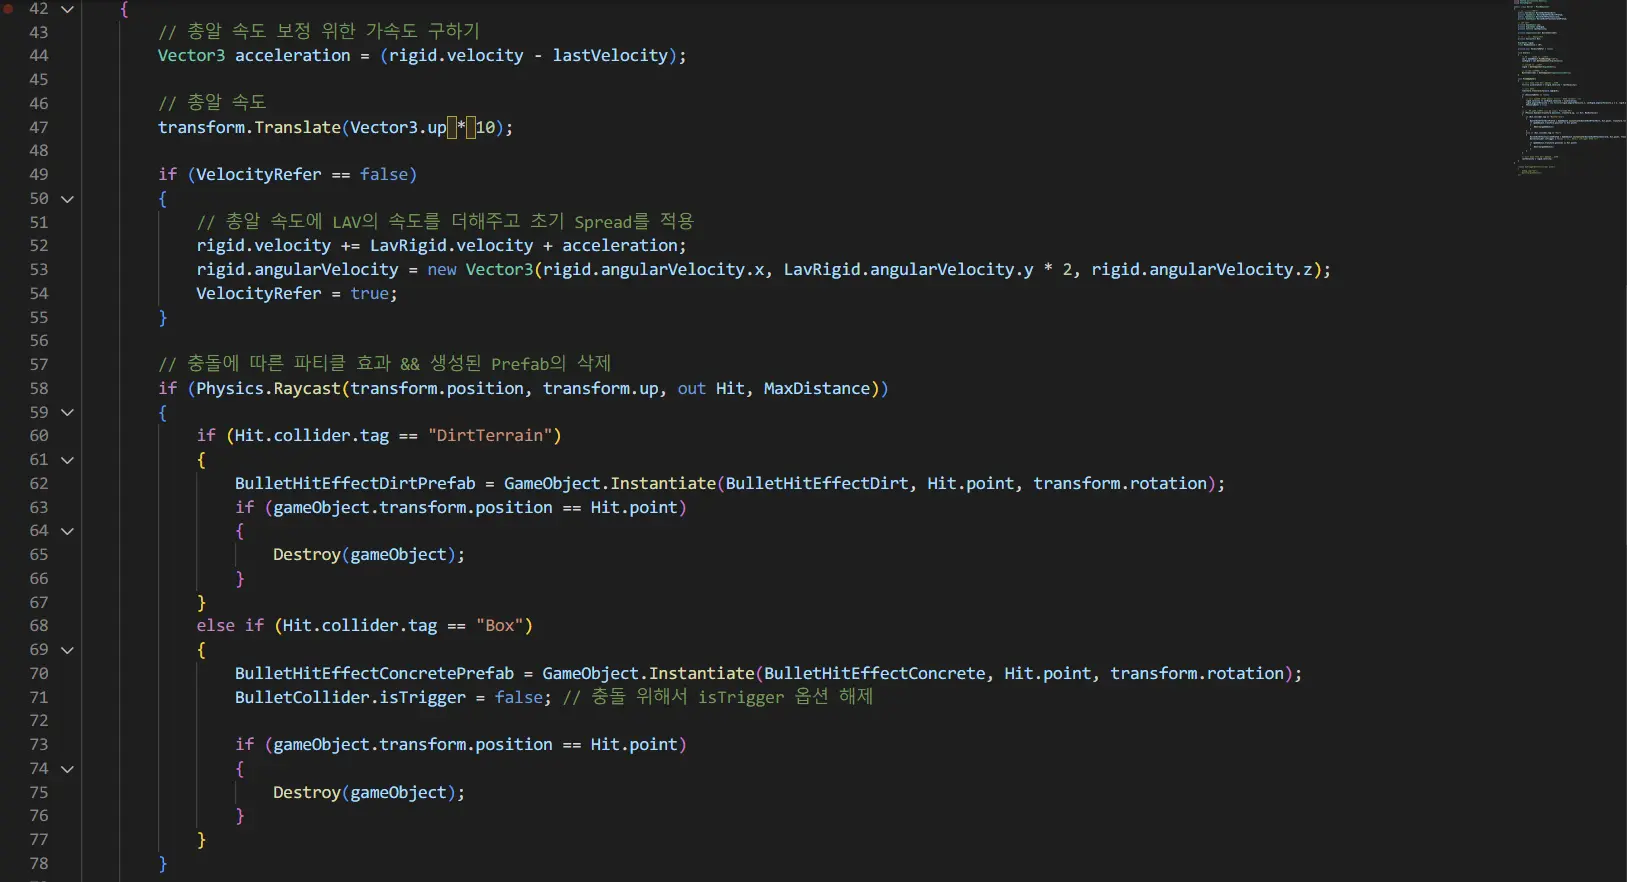 42 {
43 // 총알 속도 보정 위한 가속도 구하기
44 Vector3 acceleration = (rigid.velocity - lastVelocity);
45
46 // 총알 속도
47 transform.Translate(Vector3.up * 10);
48
49 if (VelocityRefer == false)
50 {
51 // 총알 속도에 LAV의 속도를 더해주고 초기 Spread를 적용
52 rigid.velocity += LavRigid.velocity + acceleration;
53 rigid.angularVelocity = new Vector3(rigid.angularVelocity.x, LavRigid.angularVelocity.y * 2, rigid.angularVelocity.z);
54 VelocityRefer = true;
55 }
56
57 // 충돌에 따른 파티클 효과 && 생성된 Prefab의 삭제
58 if (Physics.Raycast(transform.position, transform.up, out Hit, MaxDistance))
59 {
60 if (Hit.collider.tag == "DirtTerrain")
61 {
62 BulletHitEffectDirtPrefab = GameObject.Instantiate(BulletHitEffectDirt, Hit.point, transform.rotation);
63 if (gameObject.transform.position == Hit.point)
64 {
65 Destroy(gameObject);
66 }
67 }
68 else if (Hit.collider.tag == "Box")
69 {
70 BulletHitEffectConcretePrefab = GameObject.Instantiate(BulletHitEffectConcrete, Hit.point, transform.rotation);
71 BulletCollider.isTrigger = false; // 충돌 위해서 isTrigger 옵션 해제
72
73 if (gameObject.transform.position == Hit.point)
74 {
75 Destroy(gameObject);
76 }
77 }
78 }